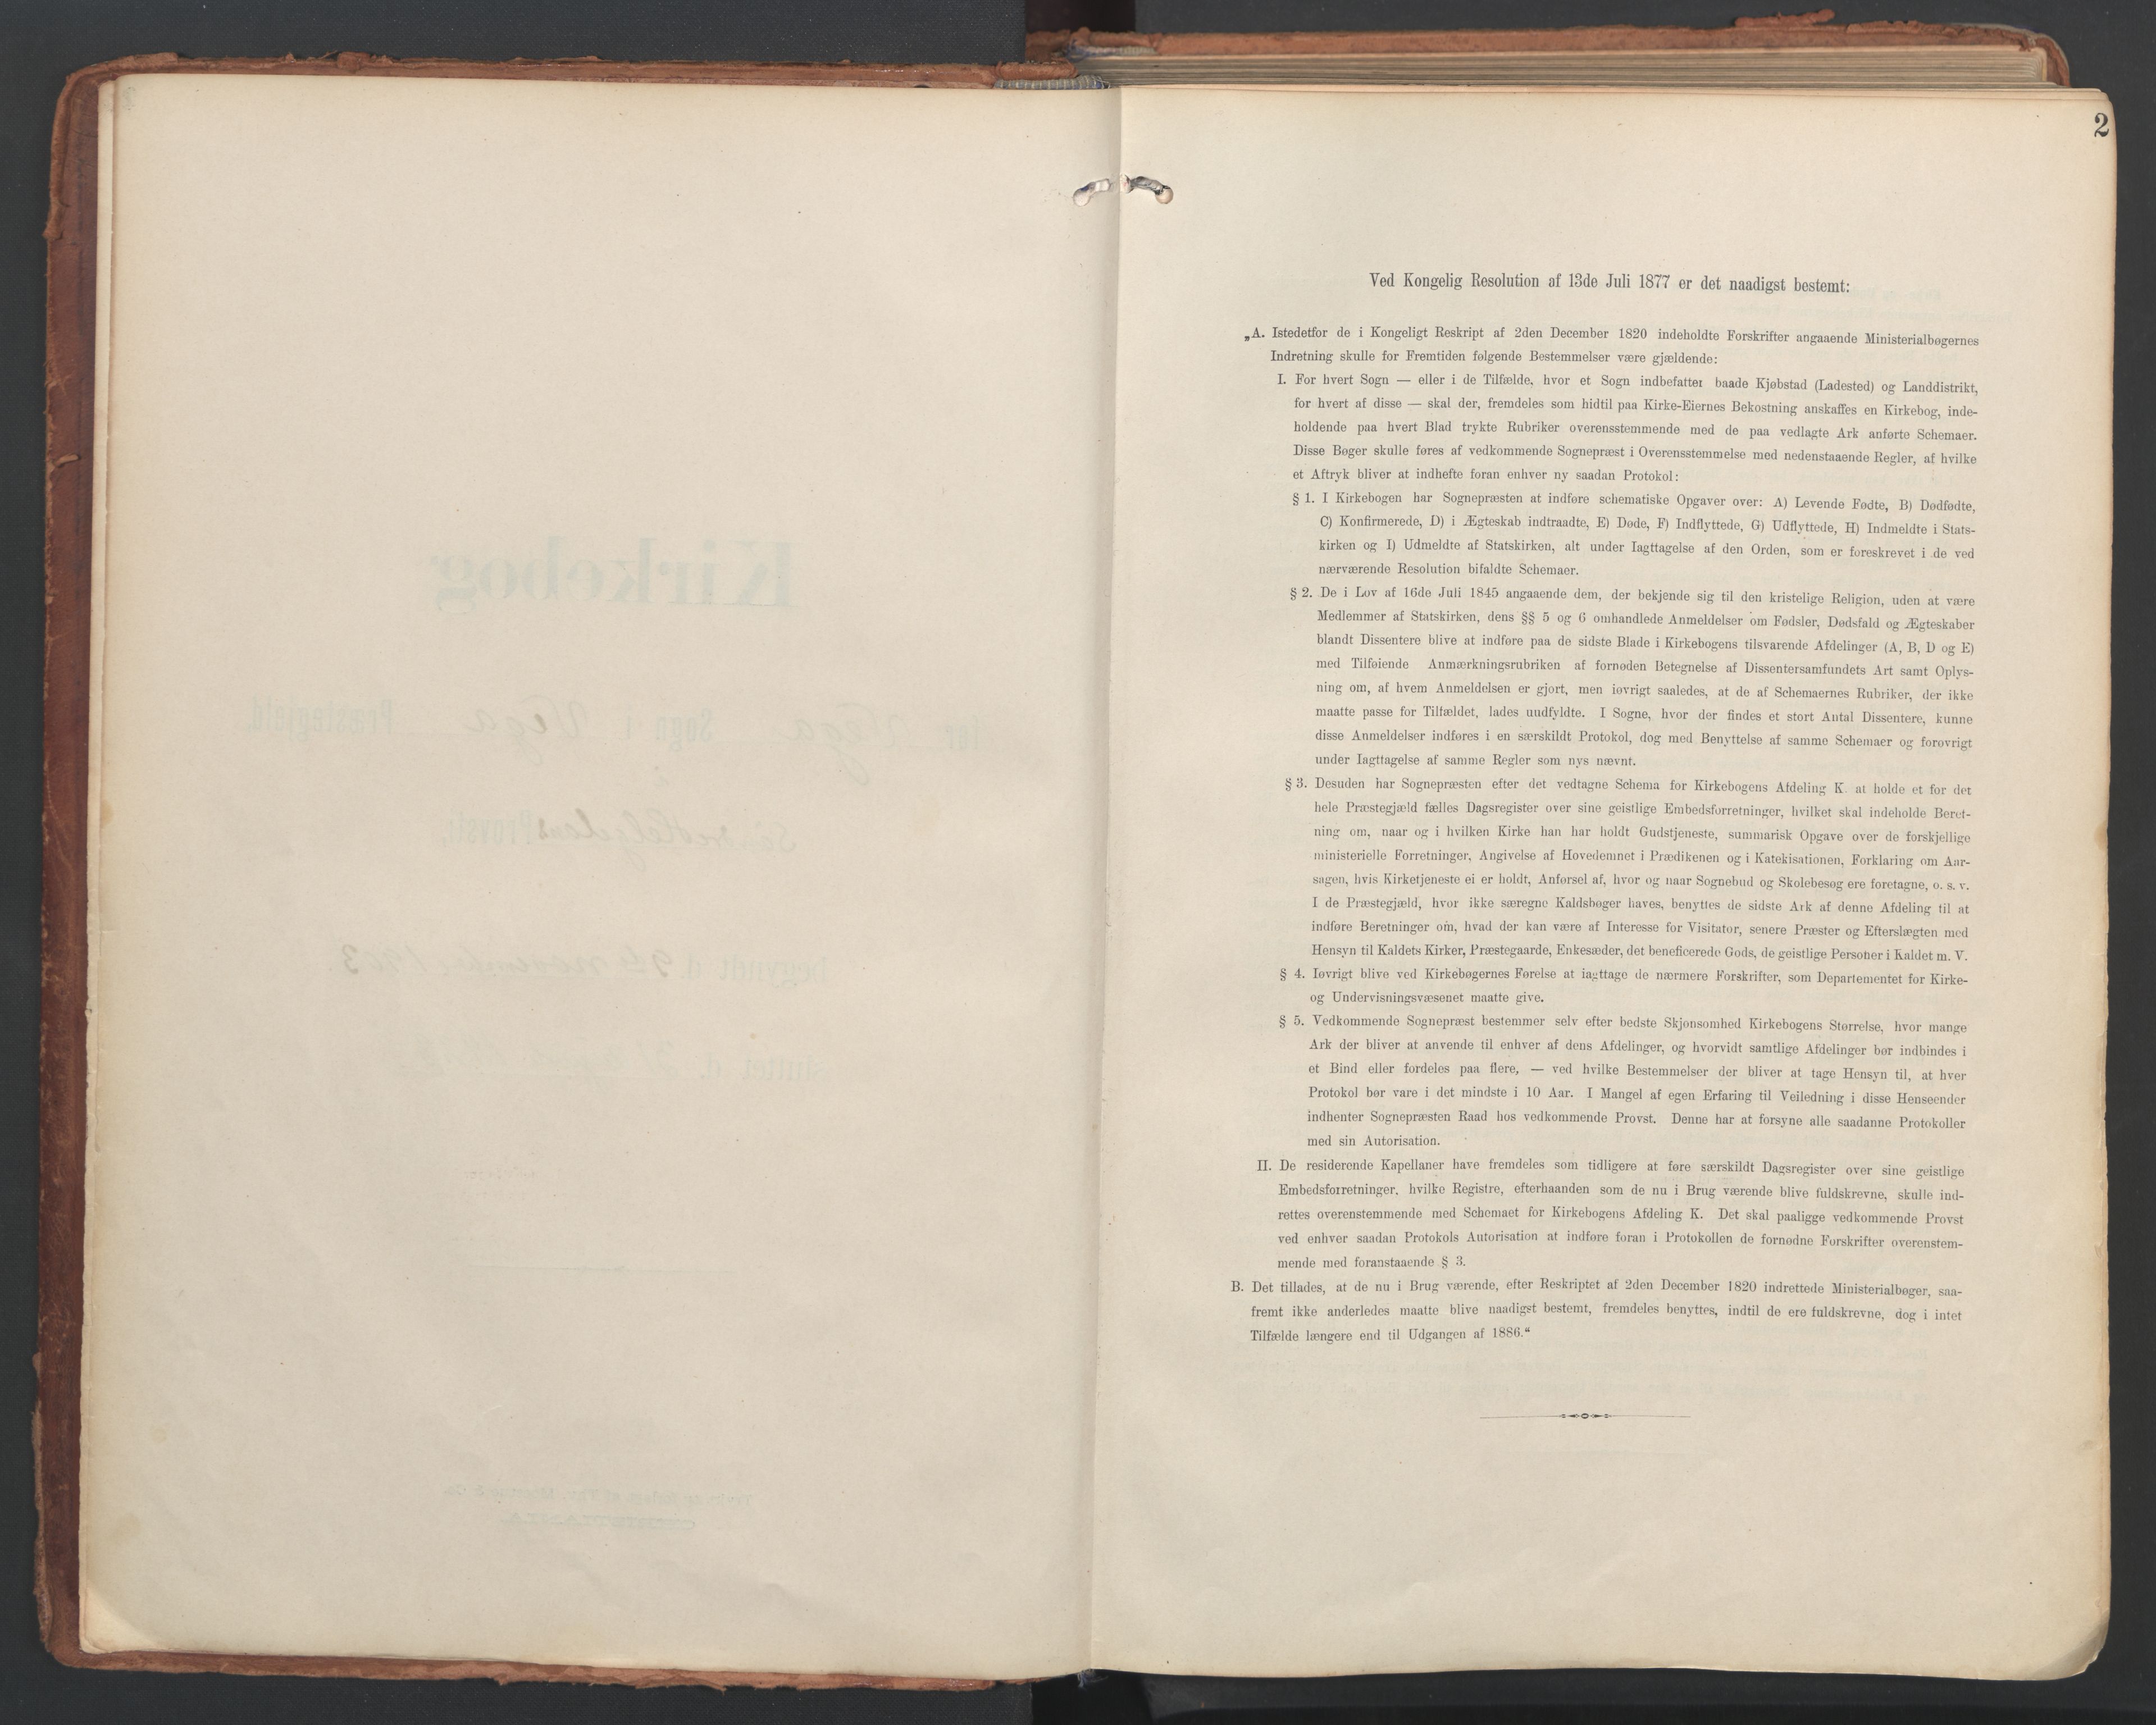 2
Ved Kongelig Resolution af 13de Juli 1877 er det naadigst bestemt:
„A. Istedetfor de i Kongeligt Reskript af 2den December 1820 indeholdte Forskrifter angaaende Ministerialbøgernes
Indretning skulle for Fremtiden følgende Bestemmelser være gjældende:
I. For hvert Sogn — eller i de Tilfælde, hvor et Sogn indbefatter baade Kjøbstad (Ladested) og Landdistrikt,
for hvert af disse — skal der, fremdeles som hidtil paa Kirke-Eiernes Bekostning anskaffes en Kirkebog, inde-
holdende paa hvert Blad trykte Rubriker overensstemmende med de paa vedlagte Ark anførte Schemaer.
Disse Bøger skulle føres af vedkommende Sognepræst i Overensstemmelse med nedenstaaende Regler, af hvilke
et Aftryk bliver at indhefte foran enhver ny saadan Protokol:
§ 1. I Kirkebogen har Sognepræsten at indføre schematiske Opgaver over: A) Levende Fødte, B) Dødfødte,
C) Konfirmerede, D) i Ægteskab indtraadte, E) Døde, F) Indflyttede, G) Udflyttede, H) Indmeldte i Stats-
kirken og I) Udmeldte af Statskirken, alt under Iagttagelse af den Orden, som er foreskrevet i de ved
nærværende Resolution bifaldte Schemaer.
§ 2. De i Lov af 16de Juli 1845 angaaende dem, der bekjende sig til den kristelige Religion, uden at være
Medlemmer af Statskirken, dens §§ 5 og 6 omhandlede Anmeldelser om Fødsler, Dødsfald og Ægteskaber
blandt Dissentere blive at indføre paa de sidste Blade i Kirkebogens tilsvarende Afdelinger (A, B, D og E)
med Tilføiende Anmærkningsrubriken af fornøden Betegnelse af Dissentersamfundets Art samt Oplys-
ning om, af hvem Anmeldelsen er gjort, men iøvrigt saaledes, at de af Schemaernes Rubriker, der ikke
maatte passe for Tilfældet, lades uudfyldte. I Sogne, hvor der findes et stort Antal Dissentere, kunne
disse Anmeldelser indføres i en særskildt Protokol, dog med Benyttelse af samme Schemaer og forøvrigt
under Iagttagelse af samme Regler som nys nævnt.
§ 3. Desuden har Sognepræsten efter det vedtagne Schema for Kirkebogens Afdeling K at holde et for det
hele Præstegjæld fælles Dagsregister over sine geistlige Embedsforretninger, hvilket skal indeholde Beret-
ning om, naar og i hvilken Kirke han har holdt Gudstjeneste, summarisk Opgave over de forskjellige
ministerielle Forretninger, Angivelse af Hovedemnet i Prædikenen og i Katekisationen, Forklaring om Aar-
sagen, hvis Kirketjeneste ei er holdt, Anførsel af, hvor og naar Sognebud og Skolebesøg ere foretagne, o. s. v.
I de Præstegjæld, hvor ikke særegne Kaldsbøger haves, benyttes de sidste Ark af denne Afdeling til at
indføre Beretninger om, hvad der kan være af Interesse for Visitator, senere Præster og Efterslægten med
Hensyn til Kaldets Kirker, Præstegaarde, Enkesæder, det beneficerede Gods, de geistlige Personer i Kaldet m. V.
§ 4. Iøvrigt blive ved Kirkebøgernes Førelse at iagttage de nærmere Forskrifter, som Departementet for Kirke-
og Undervisningsvæsenet maatte give.
§ 5. Vedkommende Sognepræst bestemmer selv efter bedste Skjønsomhed Kirkebogens Størrelse, hvor mange
Ark der bliver at anvende til enhver af dens Afdelinger, og hvorvidt samtlige Afdelinger bør indbindes i
et Bind eller fordeles paa flere, — ved hvilke Bestemmelser der bliver at tage Hensyn til, at hver
Protokol bør vare i det mindste i 10 Aar. I Mangel af egen Erfaring til Veiledning i disse Henseender
indhenter Sognepræsten Raad hos vedkommende Provst. Denne har at forsyne alle saadanne Protokoller
med sin Autorisation.
II. De residerende Kapellaner have fremdeles som tidligere at føre særskildt Dagsregister over sine geistlige
Embedsforretninger, hvilke Registre, efterhaanden som de nu i Brug værende blive fuldskrevne, skulle ind-
rettes overenstemmende med Schemaet for Kirkebogens Afdeling K. Det skal paaligge vedkommende Provst
ved enhver saadan Protokols Autorisation at indføre foran i Protokollen de fornødne Forskrifter overenstem-
mende med foranstaaende § 3.
B. Det tillades, at de nu i Brug værende, efter Reskriptet af 2den December 1820 indrettede Ministerialbøger, saa-
fremt ikke anderledes maatte blive naadigst bestemt, fremdeles benyttes, indtil de ere fuldskrevne, dog i intet
Tilfælde længere end til Udgangen af 1886.“